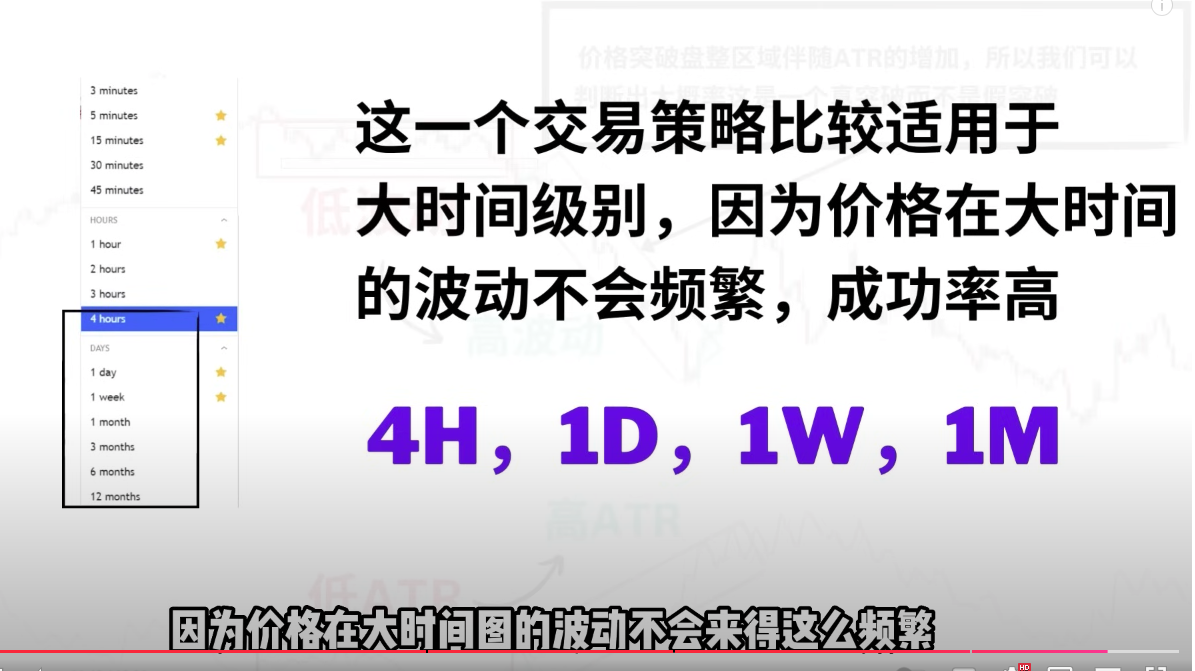 价格突破盘整区域伴随ATR的增加，所以我们可以
判断出大概率这是一个真突破而不是假突破
3 minutes
5 minutes
15 minutes
30 minutes
45 minutes
HOURS
1 hour
2 hours
3 hours
4 hours
DAYS
1 day
1 week
1 month
3 months
6 months
12 months
这一个交易策略比较适用于
大时间级别，因为价格在大时间
的波动不会频繁，成功率高
高波动
4H，1D，1W，1M
高ATR
低ATR
因为价格在大时间图的波动不会来得这么频繁
HD